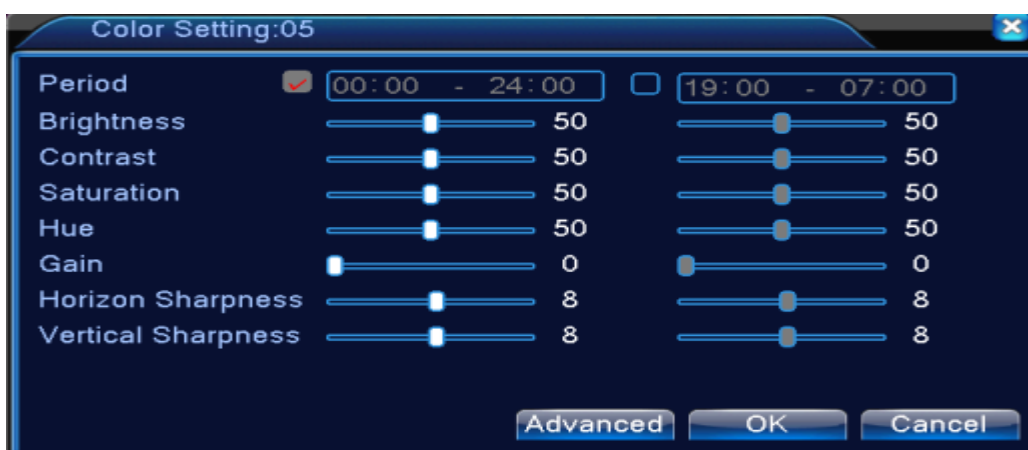 Color Setting:05
Period 00:00 - 24:00 19:00 - 07:00
Brightness 50 50
Contrast 50 50
Saturation 50 50
Hue 50 50
Gain 0 0
Horizon Sharpness 8 8
Vertical Sharpness 8 8
Advanced OK Cancel